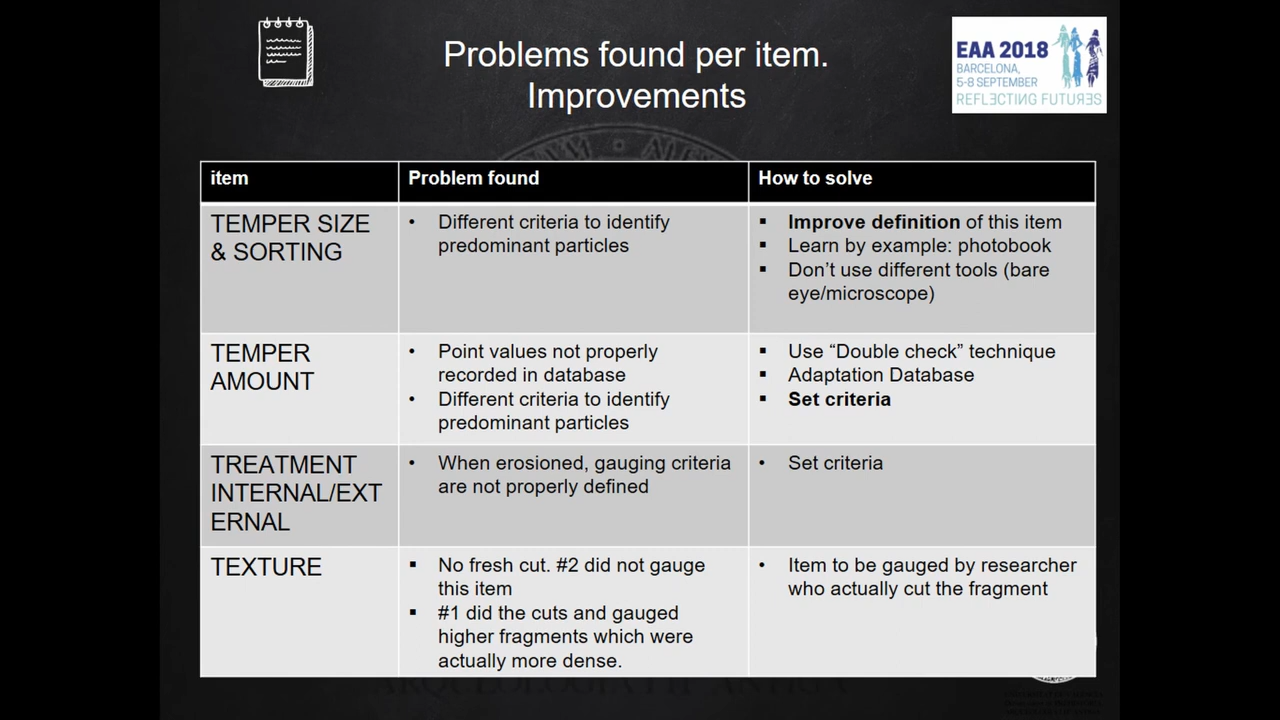 Problems found per item.
Improvements
EAA 2018
BARCELONA,
5-8 SEPTEMBER
REFLECTING FUTURES
item
Problem found
How to solve
TEMPER SIZE
& SORTING
• Different criteria to identify
predominant particles
▪ Improve definition of this item
▪ Learn by example: photobook
▪ Don't use different tools (bare
eye/microscope)
TEMPER
AMOUNT
• Point values not properly
recorded in database
• Different criteria to identify
predominant particles
▪ Use “Double check” technique
▪ Adaptation Database
▪ Set criteria
TREATMENT
INTERNAL/EXT
ERNAL
• When erosioned, gauging criteria
are not properly defined
• Set criteria
TEXTURE
▪ No fresh cut. #2 did not gauge
this item
▪ #1 did the cuts and gauged
higher fragments which were
actually more dense.
• Item to be gauged by researcher
who actually cut the fragment